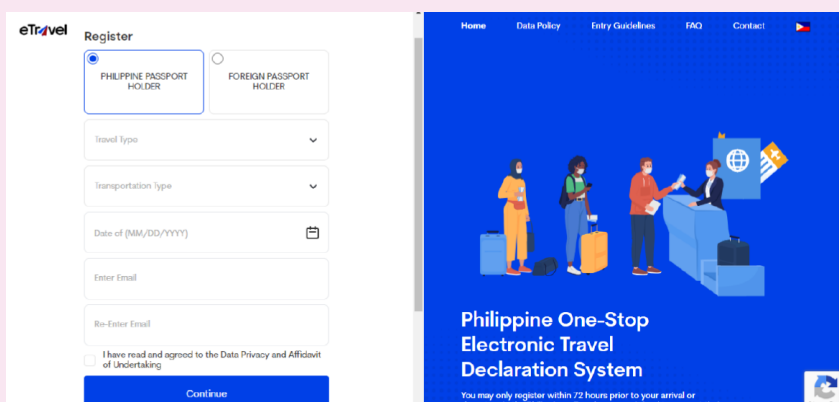 eTravel
Register
PHILIPPINE PASSPORT
HOLDER
FOREIGN PASSPORT
HOLDER
Travel Type
Transportation Type
Date of (MM/DD/YYYY)
Enter Email
Re-Enter Email
I have read and agreed to the Data Privacy and Affidavit
of Undertaking
Continue
Home Data Policy Entry Guidelines FAQ Contact
Philippine One-Stop
Electronic Travel
Declaration System
You may only register within 72 hours prior to your arrival or